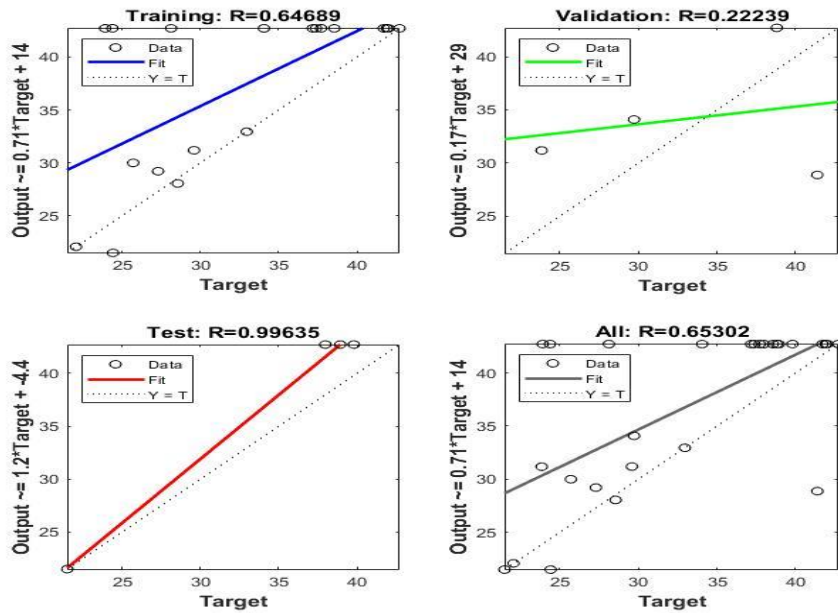 Training: R=0.64689
Output ~= 0.71*Target + 14
Data
Fit
Y = T
40
35
30
25
25 30 35 40
Target
Validation: R=0.22239
Output ~= 0.17*Target + 29
Data
Fit
Y = T
40
35
30
25
25 30 35 40
Target
Test: R=0.99635
Output ~= 1.2*Target + -4.4
Data
Fit
Y = T
40
35
30
25
25 30 35 40
Target
All: R=0.65302
Output ~= 0.71*Target + 14
Data
Fit
Y = T
40
35
30
25
25 30 35 40
Target